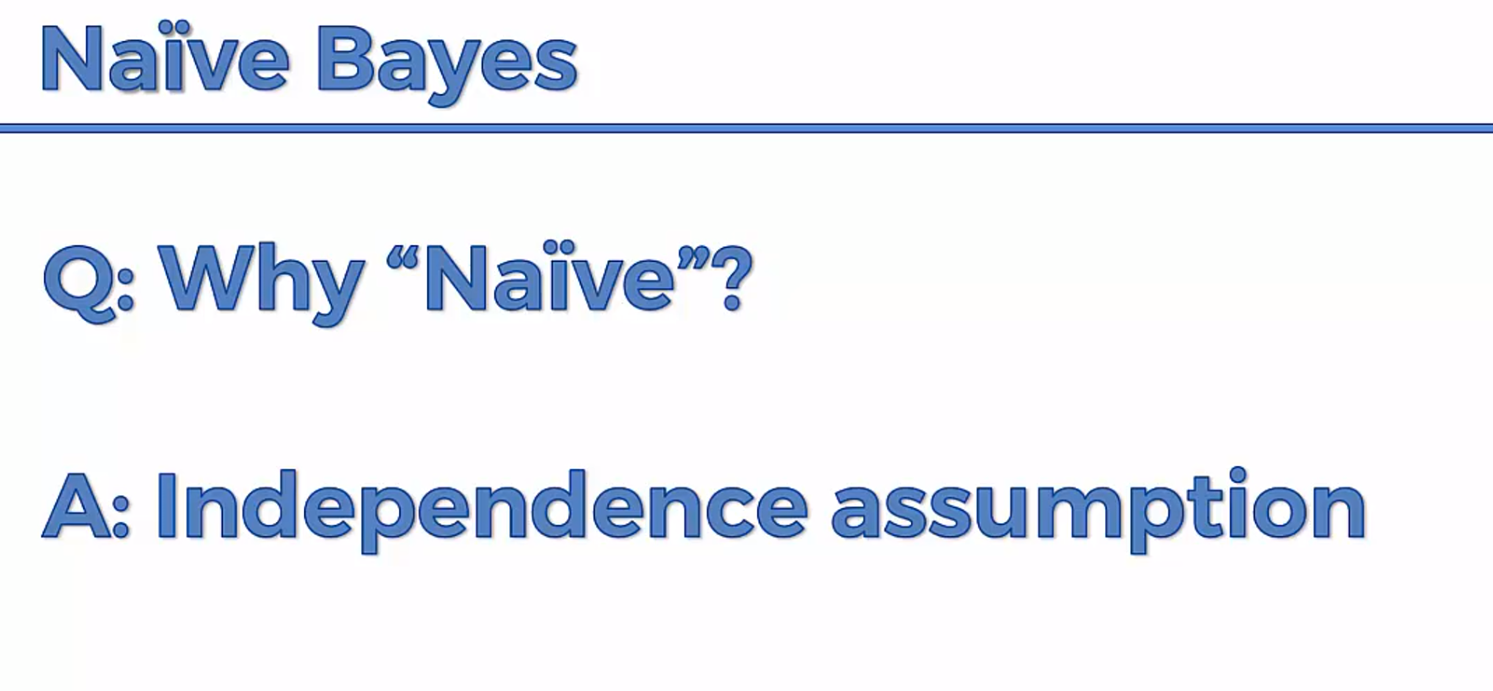 Naïve Bayes
Q: Why “Naïve”?
A: Independence assumption